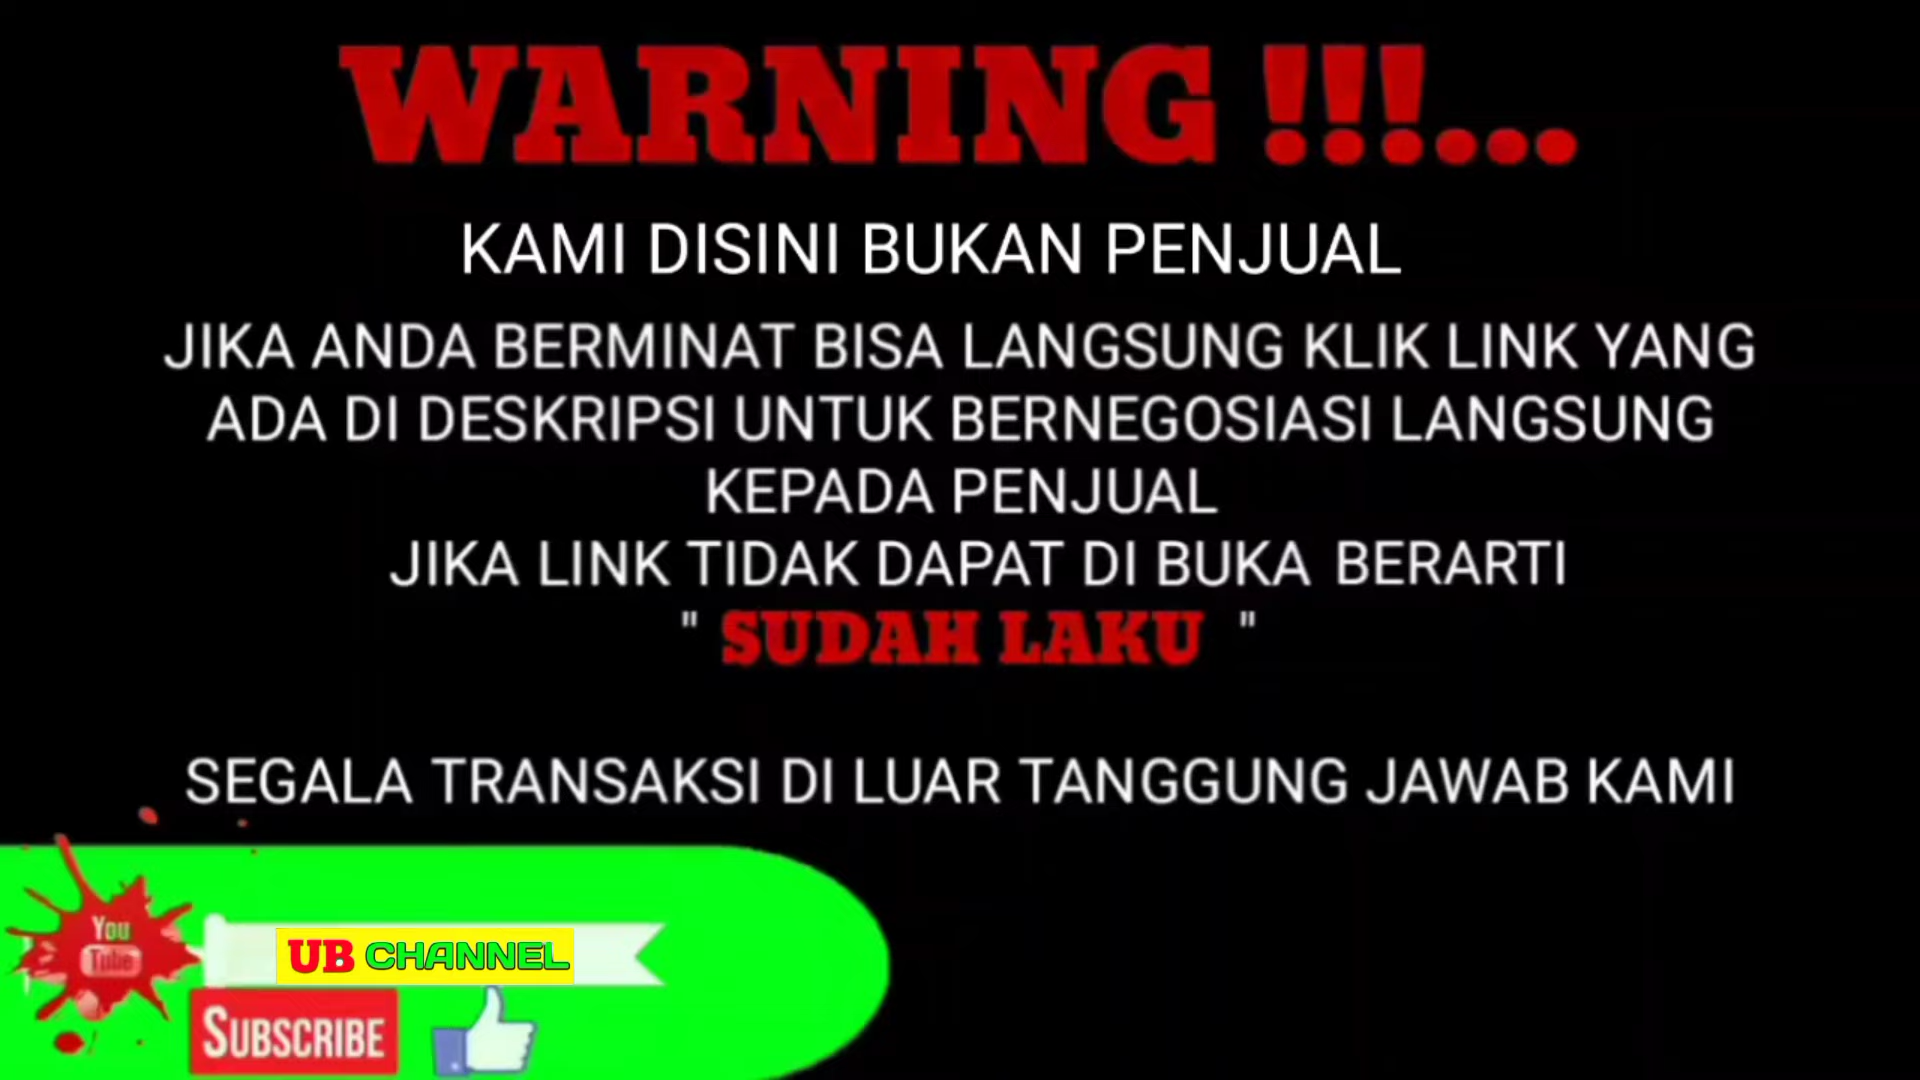 WARNING !!!...
KAMI DISINI BUKAN PENJUAL
JIKA ANDA BERMINAT BISA LANGSUNG KLIK LINK YANG
ADA DI DESKRIPSI UNTUK BERNEGOSIASI LANGSUNG
KEPADA PENJUAL
JIKA LINK TIDAK DAPAT DI BUKA BERARTI
" SUDAH LAKU "
SEGALA TRANSAKSI DI LUAR TANGGUNG JAWAB KAMI
You
Tube
UB CHANNEL
SUBSCRIBE